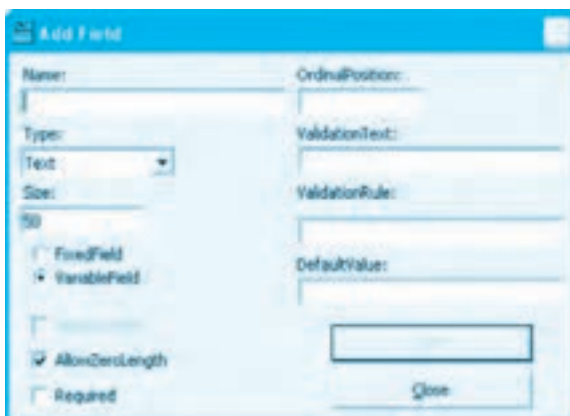 Add Field
Name:
OrdinalPosition:
Type:
ValidationText:
Text
Size:
ValidationRule:
50
FixedField
VariableField
DefaultValue:
AllowZeroLength
Required
Close